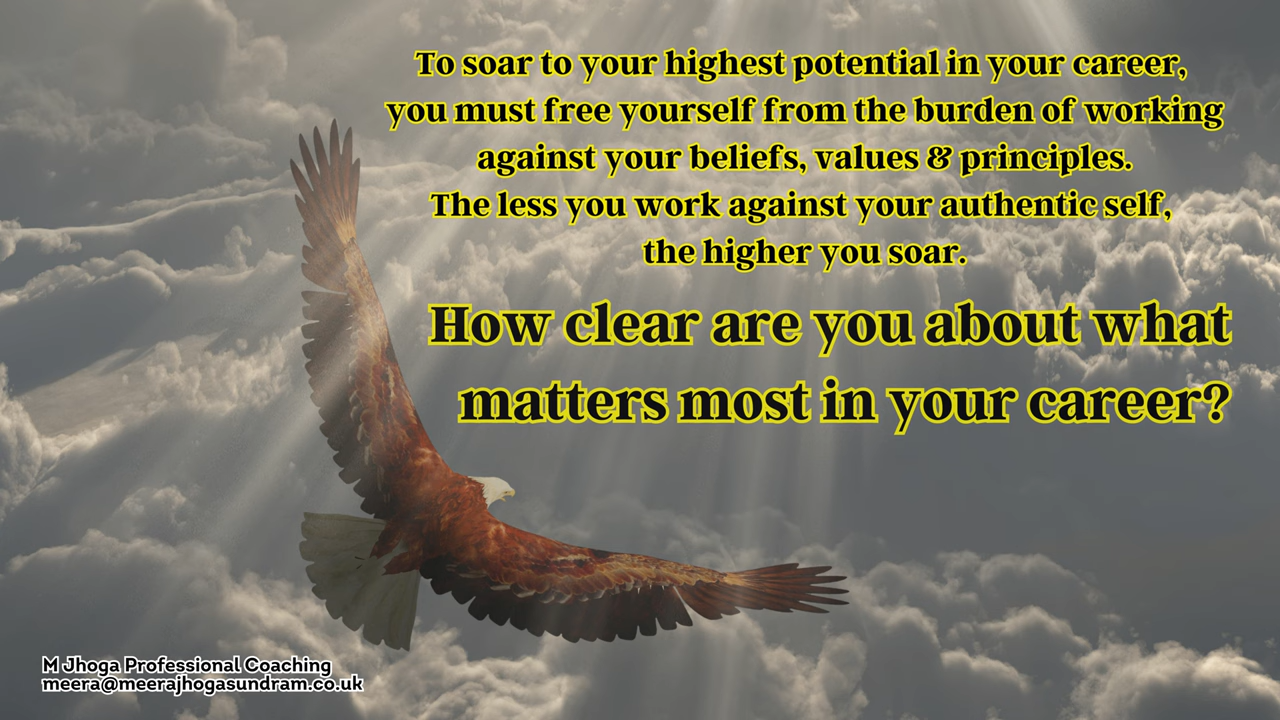 To soar to your highest potential in your career,
you must free yourself from the burden of working
against your beliefs, values & principles.
The less you work against your authentic self,
the higher you soar.
How clear are you about what
matters most in your career?
M Jhoga Professional Coaching
meera@meerajhogasundram.co.uk